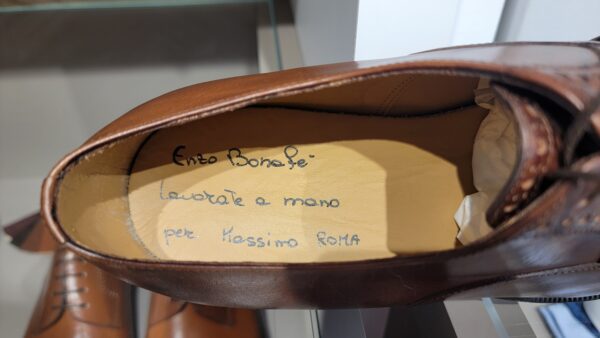 Enzo Bonafè
Lavorate a mano
per Massimo ROMA